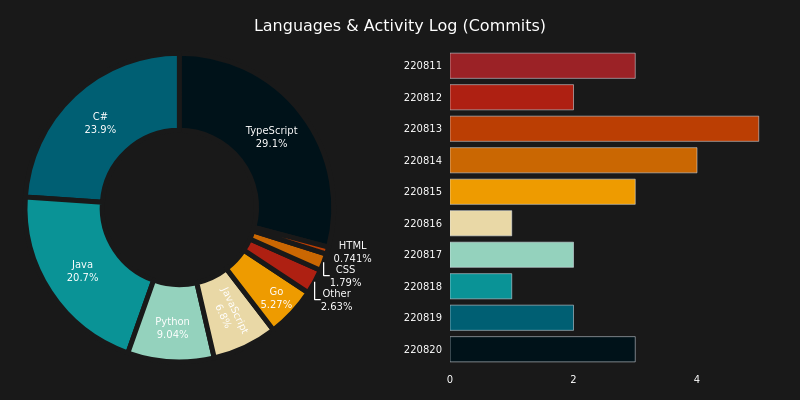 Languages & Activity Log (Commits)
C#
23.9%
TypeScript
29.1%
Java
20.7%
Python
9.04%
JavaScript
6.8%
Go
5.27%
HTML
0.741%
CSS
1.79%
Other
2.63%
220811
220812
220813
220814
220815
220816
220817
220818
220819
220820
0
2
4